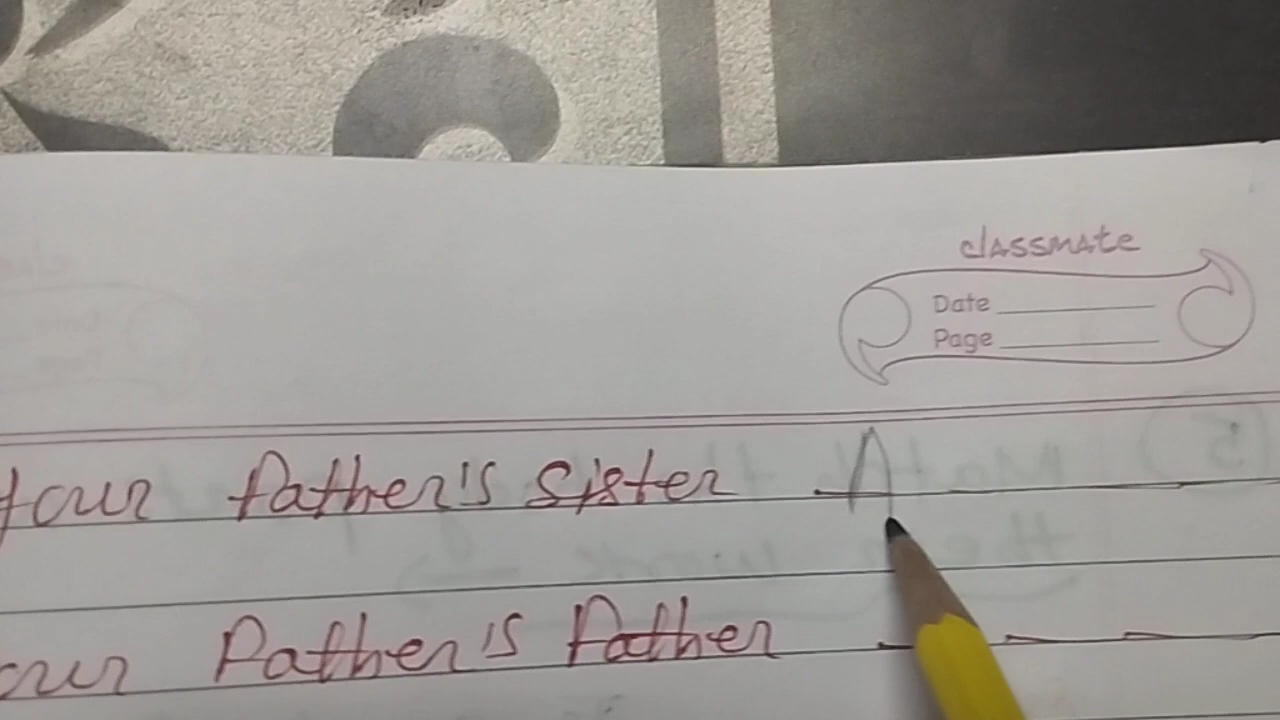 classmate
Date
Page
your Father's Sister A
our Father's Father